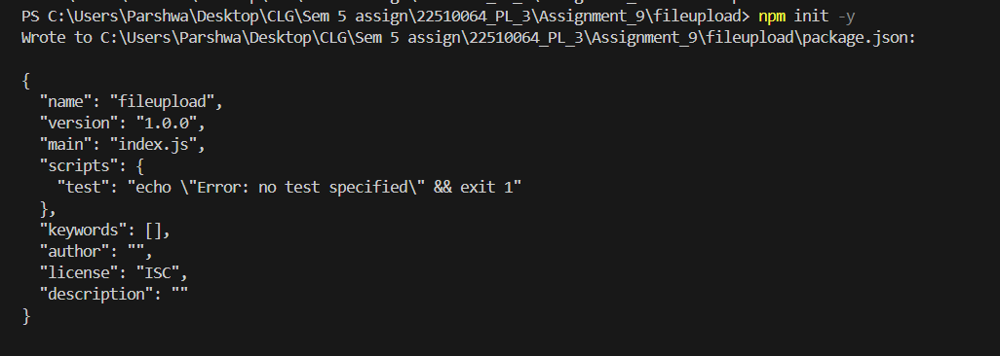 PS C:\Users\Parshwa\Desktop\CLG\Sem 5 assign\22510064_PL_3\Assignment_9\fileupload> npm init -y
Wrote to C:\Users\Parshwa\Desktop\CLG\Sem 5 assign\22510064_PL_3\Assignment_9\fileupload\package.json:

{
  "name": "fileupload",
  "version": "1.0.0",
  "main": "index.js",
  "scripts": {
    "test": "echo \"Error: no test specified\" && exit 1"
  },
  "keywords": [],
  "author": "",
  "license": "ISC",
  "description": ""
}